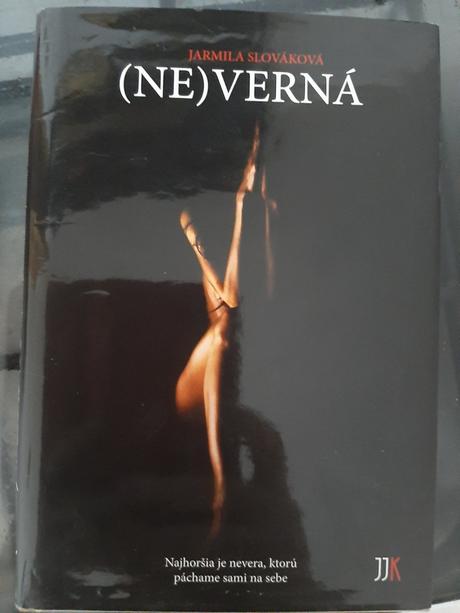 JARMILA SLOVÁKOVÁ
(NE)VERNÁ
Najhoršia je nevera, ktorú
páchame sami na sebe
JJK